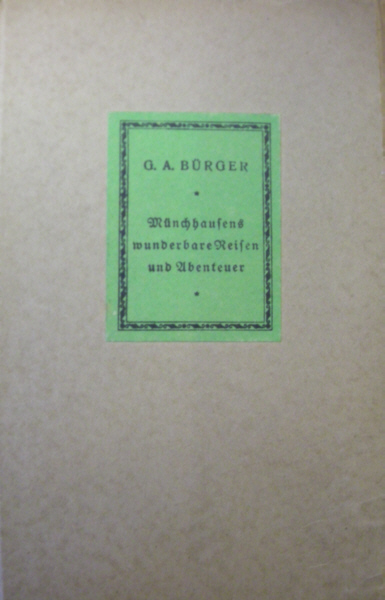 G. A. BÜRGER
Münchhausens
wunderbare Reisen
und Abenteuer